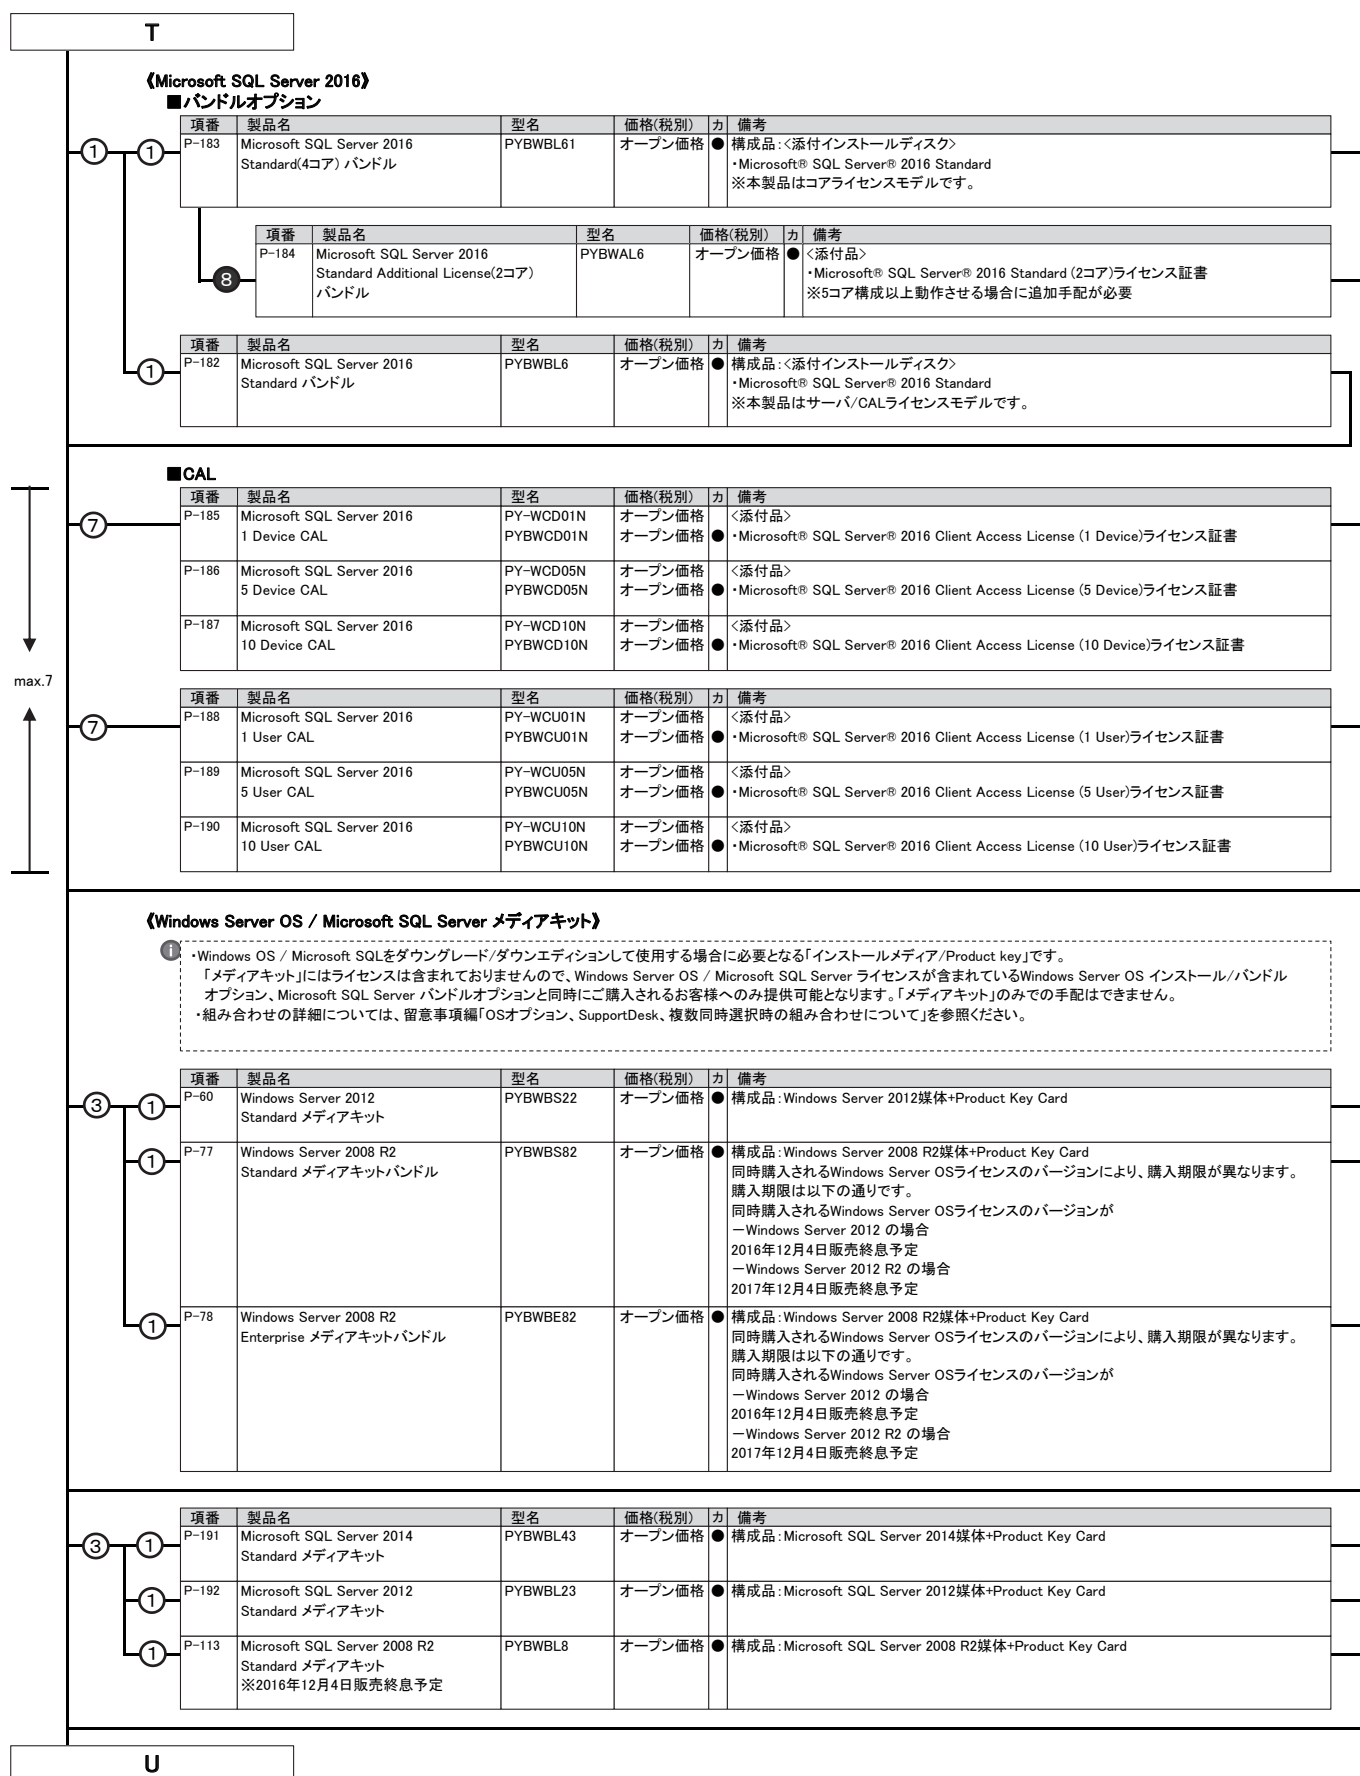 T
《Microsoft SQL Server 2016》
■バンドルオプション
項番 製品名 型名 価格(税別) カ 備考
① ① P-183 Microsoft SQL Server 2016 PYBWBL61 オープン価格 ● 構成品:<添付インストールディスク>
Standard(4コア) バンドル ・Microsoft® SQL Server® 2016 Standard
※本製品はコアライセンスモデルです。
項番 製品名 型名 価格(税別) カ 備考
❽ P-184 Microsoft SQL Server 2016 PYBWAL6 オープン価格 ● <添付品>
Standard Additional License(2コア) ・Microsoft® SQL Server® 2016 Standard (2コア)ライセンス証書
バンドル ※5コア構成以上動作させる場合に追加手配が必要
項番 製品名 型名 価格(税別) カ 備考
① P-182 Microsoft SQL Server 2016 PYBWBL6 オープン価格 ● 構成品:<添付インストールディスク>
Standard バンドル ・Microsoft® SQL Server® 2016 Standard
※本製品はサーバ/CALライセンスモデルです。
■CAL
項番 製品名 型名 価格(税別) カ 備考
⑦ P-185 Microsoft SQL Server 2016 PY-WCD01N オープン価格 <添付品>
1 Device CAL PYBWCD01N オープン価格 ● ・Microsoft® SQL Server® 2016 Client Access License (1 Device)ライセンス証書
P-186 Microsoft SQL Server 2016 PY-WCD05N オープン価格 <添付品>
5 Device CAL PYBWCD05N オープン価格 ● ・Microsoft® SQL Server® 2016 Client Access License (5 Device)ライセンス証書
P-187 Microsoft SQL Server 2016 PY-WCD10N オープン価格 <添付品>
10 Device CAL PYBWCD10N オープン価格 ● ・Microsoft® SQL Server® 2016 Client Access License (10 Device)ライセンス証書
max.7
項番 製品名 型名 価格(税別) カ 備考
⑦ P-188 Microsoft SQL Server 2016 PY-WCU01N オープン価格 <添付品>
1 User CAL PYBWCU01N オープン価格 ● ・Microsoft® SQL Server® 2016 Client Access License (1 User)ライセンス証書
P-189 Microsoft SQL Server 2016 PY-WCU05N オープン価格 <添付品>
5 User CAL PYBWCU05N オープン価格 ● ・Microsoft® SQL Server® 2016 Client Access License (5 User)ライセンス証書
P-190 Microsoft SQL Server 2016 PY-WCU10N オープン価格 <添付品>
10 User CAL PYBWCU10N オープン価格 ● ・Microsoft® SQL Server® 2016 Client Access License (10 User)ライセンス証書
《Windows Server OS / Microsoft SQL Server メディアキット》
i ・Windows OS / Microsoft SQLをダウングレード/ダウンエディションして使用する場合に必要となる「インストールメディア/Product key」です。
「メディアキット」にはライセンスは含まれておりませんので、Windows Server OS / Microsoft SQL Server ライセンスが含まれているWindows Server OS インストール/バンドル
オプション、Microsoft SQL Server バンドルオプションと同時にご購入されるお客様へのみ提供可能となります。「メディアキット」のみでの手配はできません。
・組み合わせの詳細については、留意事項編「OSオプション、SupportDesk、複数同時選択時の組み合わせについて」を参照ください。
項番 製品名 型名 価格(税別) カ 備考
③ ① P-60 Windows Server 2012 PYBWBS22 オープン価格 ● 構成品:Windows Server 2012媒体+Product Key Card
Standard メディアキット
① P-77 Windows Server 2008 R2 PYBWBS82 オープン価格 ● 構成品:Windows Server 2008 R2媒体+Product Key Card
Standard メディアキットバンドル 同時購入されるWindows Server OSライセンスのバージョンにより、購入期限が異なります。
購入期限は以下の通りです。
同時購入されるWindows Server OSライセンスのバージョンが
－Windows Server 2012 の場合
2016年12月4日販売終息予定
－Windows Server 2012 R2 の場合
2017年12月4日販売終息予定
① P-78 Windows Server 2008 R2 PYBWBE82 オープン価格 ● 構成品:Windows Server 2008 R2媒体+Product Key Card
Enterprise メディアキットバンドル 同時購入されるWindows Server OSライセンスのバージョンにより、購入期限が異なります。
購入期限は以下の通りです。
同時購入されるWindows Server OSライセンスのバージョンが
－Windows Server 2012 の場合
2016年12月4日販売終息予定
－Windows Server 2012 R2 の場合
2017年12月4日販売終息予定
項番 製品名 型名 価格(税別) カ 備考
③ ① P-191 Microsoft SQL Server 2014 PYBWBL43 オープン価格 ● 構成品:Microsoft SQL Server 2014媒体+Product Key Card
Standard メディアキット
① P-192 Microsoft SQL Server 2012 PYBWBL23 オープン価格 ● 構成品:Microsoft SQL Server 2012媒体+Product Key Card
Standard メディアキット
① P-113 Microsoft SQL Server 2008 R2 PYBWBL8 オープン価格 ● 構成品:Microsoft SQL Server 2008 R2媒体+Product Key Card
Standard メディアキット
※2016年12月4日販売終息予定
U